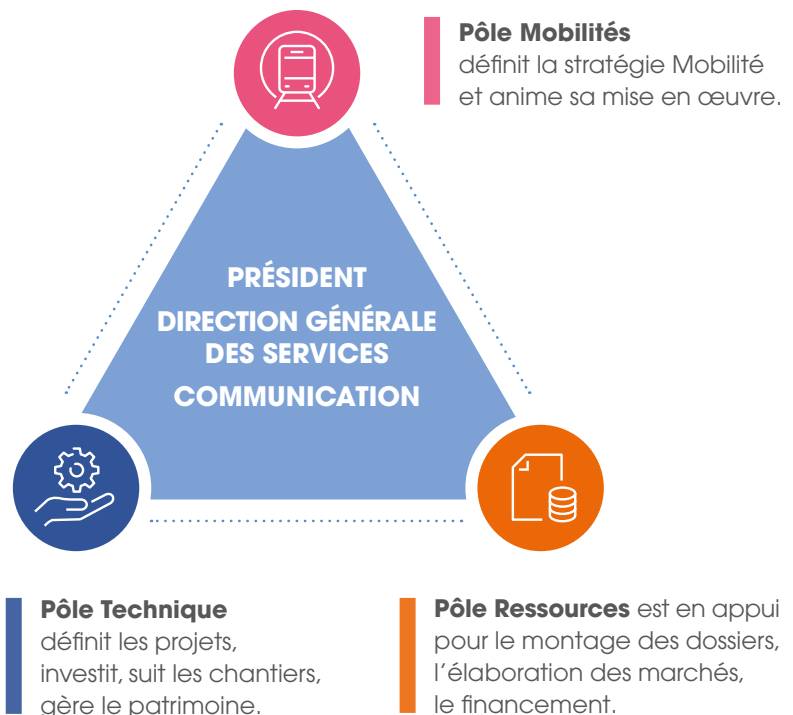 Pôle Mobilités
définit la stratégie Mobilité
et anime sa mise en œuvre.
PRÉSIDENT
DIRECTION GÉNÉRALE
DES SERVICES
COMMUNICATION
Pôle Technique
définit les projets,
investit, suit les chantiers,
gère le patrimoine.
Pôle Ressources est en appui
pour le montage des dossiers,
l’élaboration des marchés,
le financement.